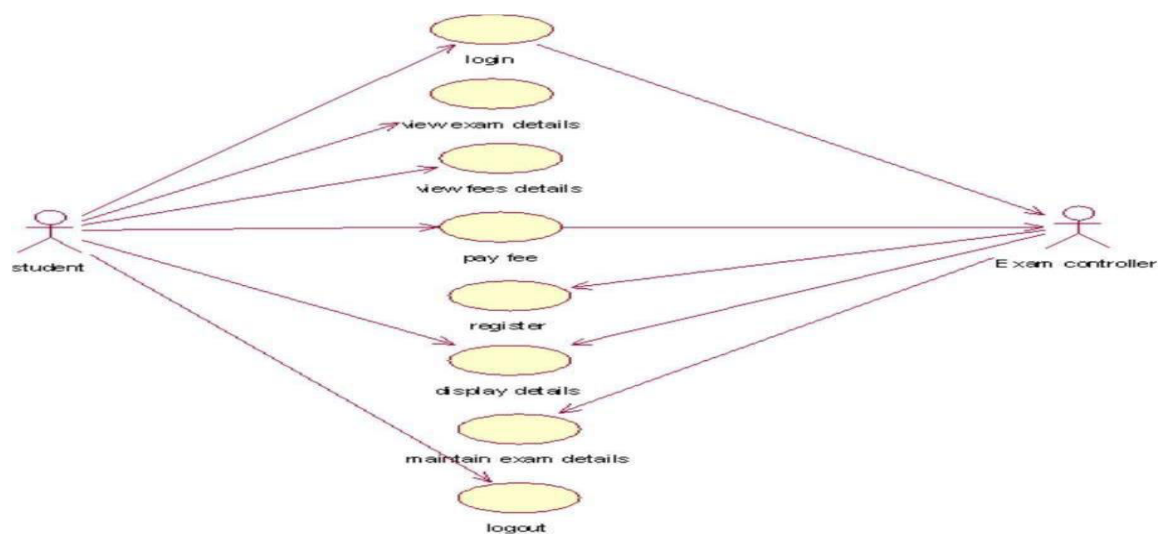 login
view exam details
view fees details
student
pay fee
Exam controller
register
display details
maintain exam details
logout